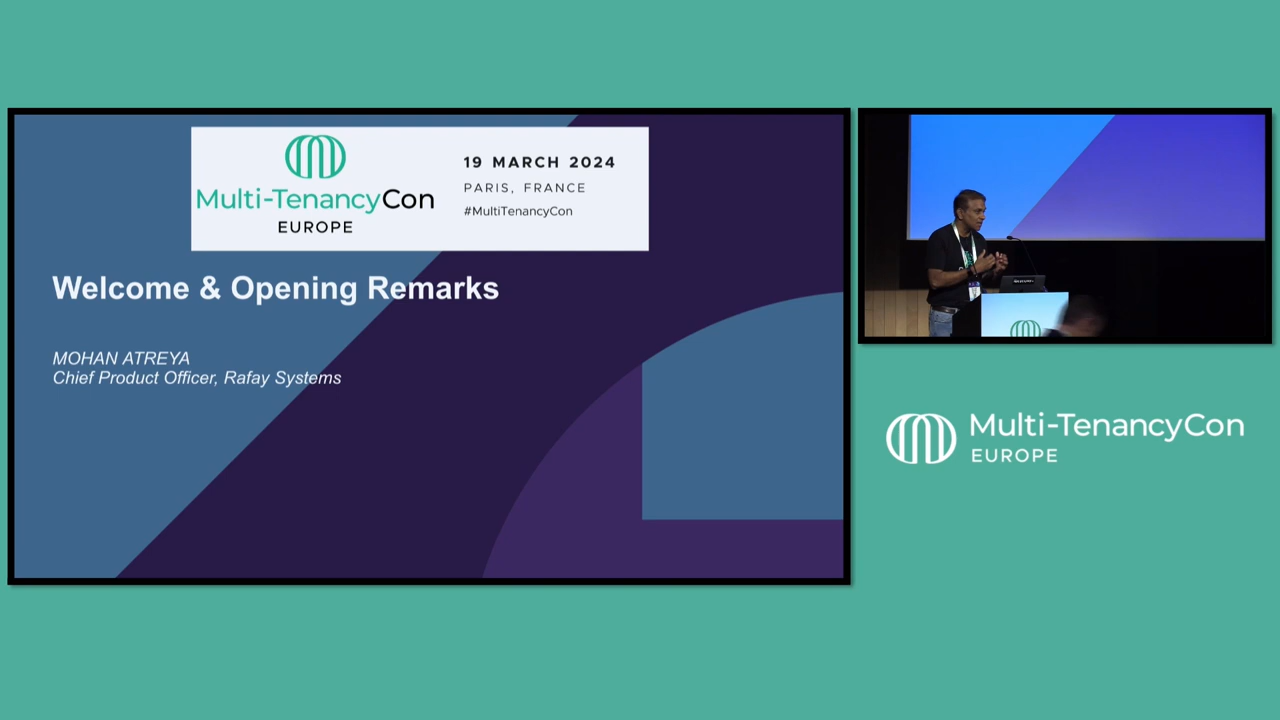 Multi-TenancyCon
EUROPE
19 MARCH 2024
PARIS, FRANCE
#MultiTenancyCon
Welcome & Opening Remarks
MOHAN ATREYA
Chief Product Officer, Rafay Systems
Multi-TenancyCon
EUROPE